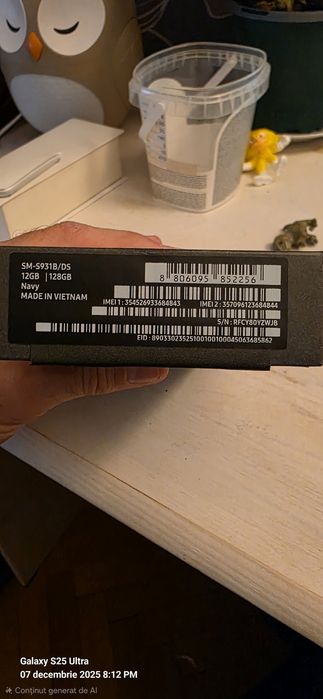 SM-S931B/DS
12GB | 128GB
Navy
MADE IN VIETNAM
8 806095 852256
IMEI 1 : 354526933684843
IMEI 2 : 357096123684844
S/N : RFCY80YZWJB
EID : 89033023525100100100045063685862
Galaxy S25 Ultra
07 decembrie 2025 8:12 PM
Conținut generat de AI